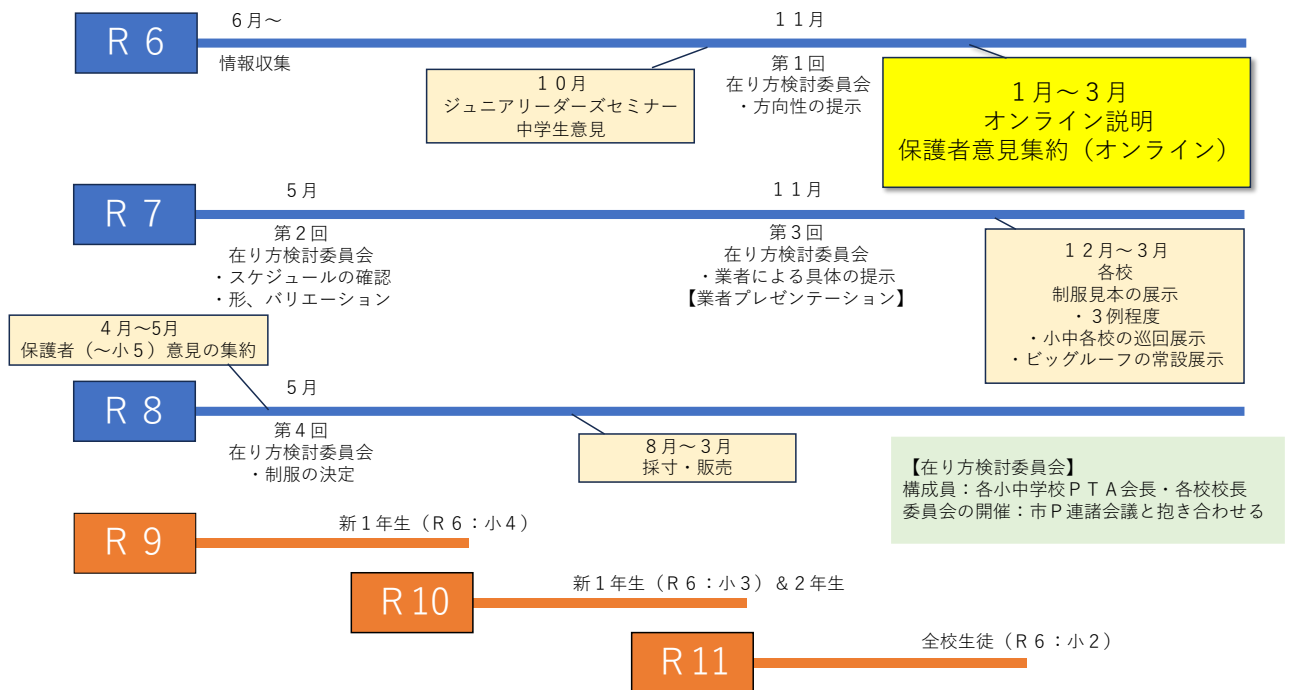 R６
６月～
情報収集
１０月
ジュニアリーダーズセミナー
中学生意見
１１月
第１回
在り方検討委員会
・方向性の提示
１月～３月
オンライン説明
保護者意見集約（オンライン）
R７
５月
第２回
在り方検討委員会
・スケジュールの確認
・形、バリエーション
１１月
第３回
在り方検討委員会
・業者による具体の提示
【業者プレゼンテーション】
１２月～３月
各校
制服見本の展示
・３例程度
・小中各校の巡回展示
・ビッグルーフの常設展示
４月～5月
保護者（～小５）意見の集約
R８
５月
第４回
在り方検討委員会
・制服の決定
８月～３月
採寸・販売
【在り方検討委員会】
構成員：各小中学校ＰＴＡ会長・各校校長
委員会の開催：市Ｐ連諸会議と抱き合わせる
R９
新１年生（R６：小４）
R10
新１年生（R６：小３）＆２年生
R11
全校生徒（R６：小２）